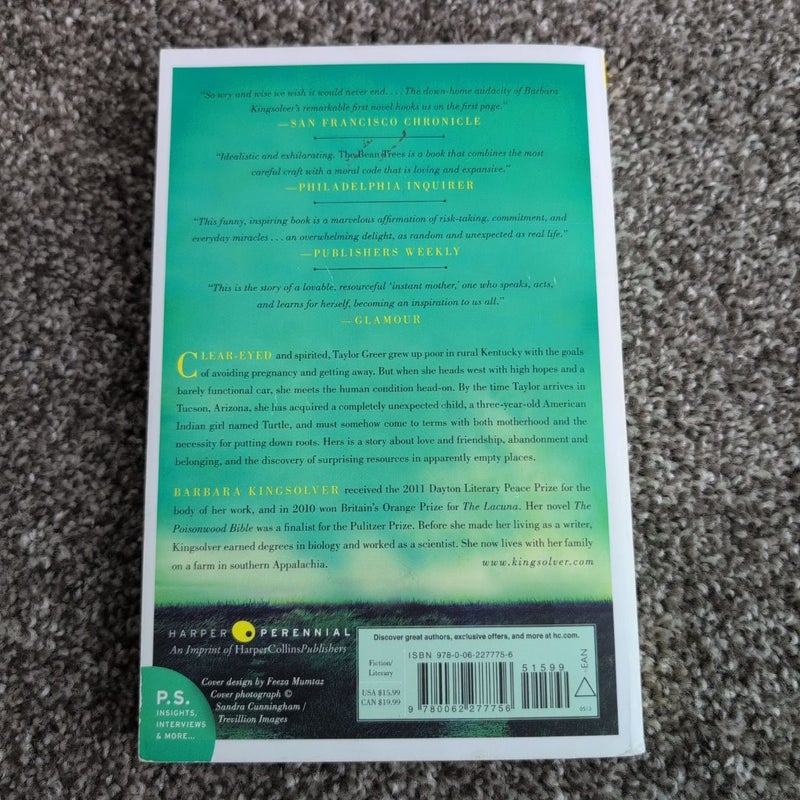 “So wry and wise we wish it would never end. . . . The down-home audacity of Barbara
Kingsolver's remarkable first novel hooks us on the first page.”
—SAN FRANCISCO CHRONICLE
“Idealistic and exhilarating. The Bean Trees is a book that combines the most
careful craft with a moral code that is loving and expansive.”
—PHILADELPHIA INQUIRER
“This funny, inspiring book is a marvelous affirmation of risk-taking, commitment, and
everyday miracles . . . an overwhelming delight, as random and unexpected as real life.”
—PUBLISHERS WEEKLY
“This is the story of a lovable, resourceful ‘instant mother,’ one who speaks, acts,
and learns for herself, becoming an inspiration to us all.”
—GLAMOUR
CLEAR-EYED and spirited, Taylor Greer grew up poor in rural Kentucky with the goals
of avoiding pregnancy and getting away. But when she heads west with high hopes and a
barely functional car, she meets the human condition head-on. By the time Taylor arrives in
Tucson, Arizona, she has acquired a completely unexpected child, a three-year-old American
Indian girl named Turtle, and must somehow come to terms with both motherhood and the
necessity for putting down roots. Hers is a story about love and friendship, abandonment and
belonging, and the discovery of surprising resources in apparently empty places.
BARBARA KINGSOLVER received the 2011 Dayton Literary Peace Prize for the
body of her work, and in 2010 won Britain's Orange Prize for The Lacuna. Her novel The
Poisonwood Bible was a finalist for the Pulitzer Prize. Before she made her living as a writer,
Kingsolver earned degrees in biology and worked as a scientist. She now lives with her family
on a farm in southern Appalachia.
www.kingsolver.com
HARPER PERENNIAL
An Imprint of HarperCollinsPublishers
Cover design by Feeza Mumtaz
Cover photograph ©
Sandra Cunningham /
Trevillion Images
P.S.
INSIGHTS,
INTERVIEWS
& MORE...
Discover great authors, exclusive offers, and more at hc.com.
Fiction/
Literary
USA $15.99
CAN $19.99
ISBN 978-0-06-227775-6
51599
9 780062 277756
EAN
0513